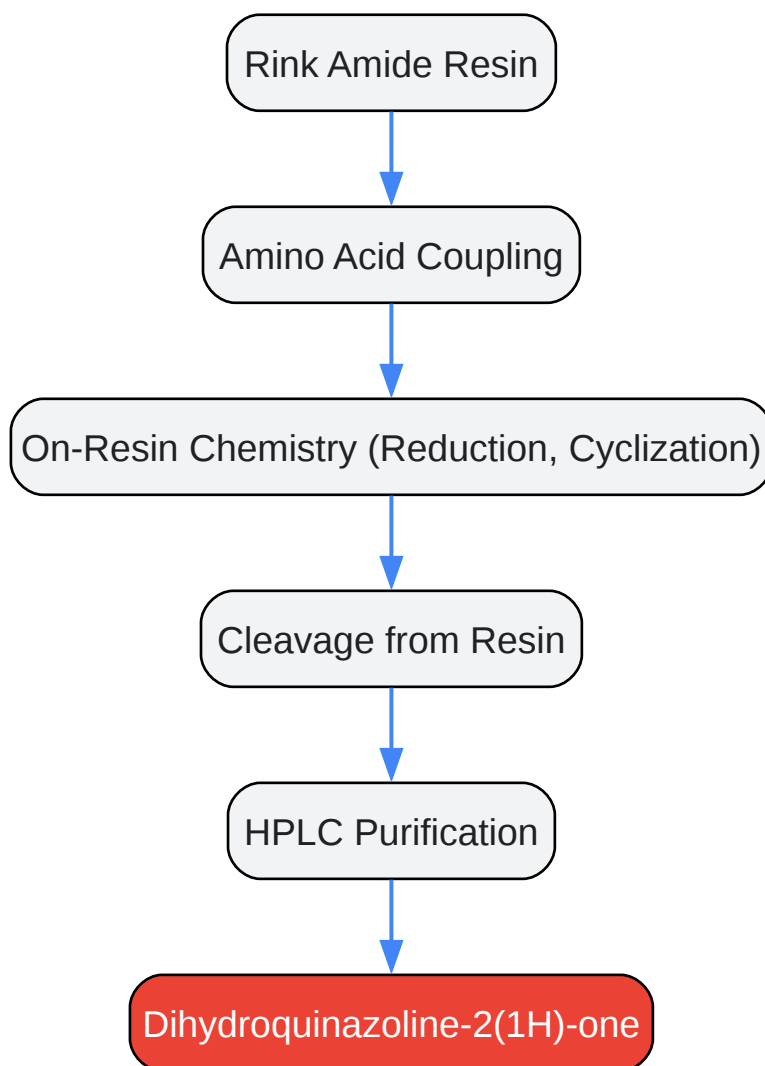 Rink Amide Resin
Amino Acid Coupling
On-Resin Chemistry (Reduction, Cyclization)
Cleavage from Resin
HPLC Purification
Dihydroquinazoline-2(1H)-one